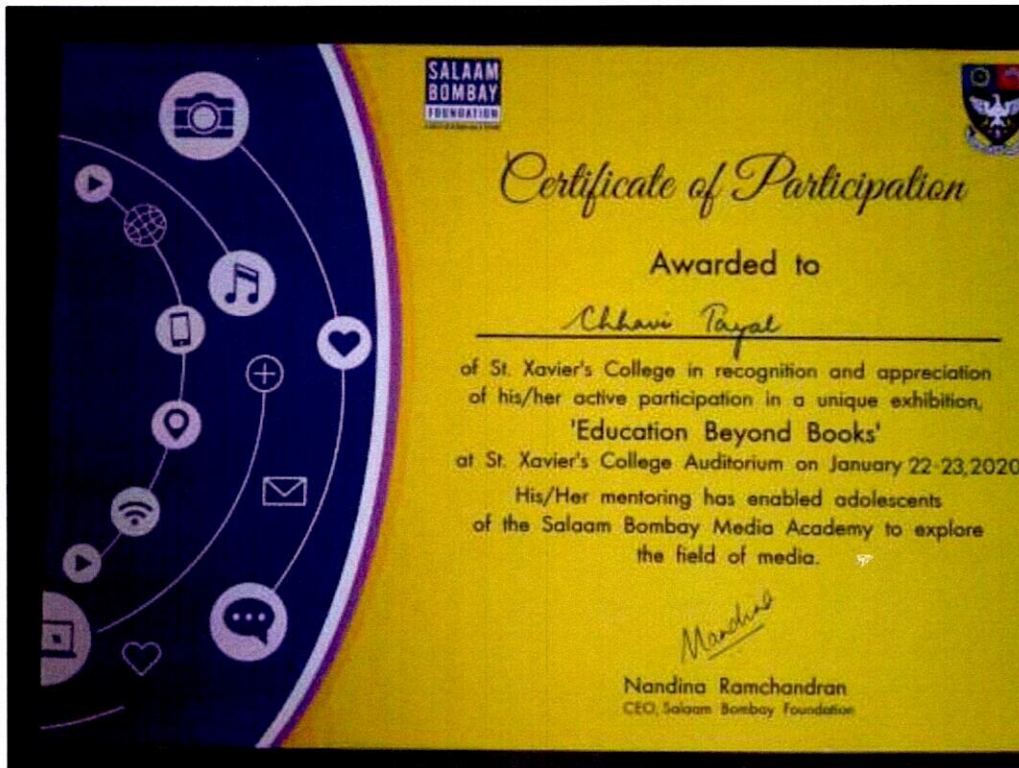 SALAAM
BOMBAY
FOUNDATION
Certificate of Participation
Awarded to
Chhavi Tayal
of St. Xavier's College in recognition and appreciation
of his/her active participation in a unique exhibition,
'Education Beyond Books'
at St. Xavier's College Auditorium on January 22-23,2020
His/Her mentoring has enabled adolescents
of the Salaam Bombay Media Academy to explore
the field of media.
Nandina
Nandina Ramchandran
CEO, Salaam Bombay Foundation